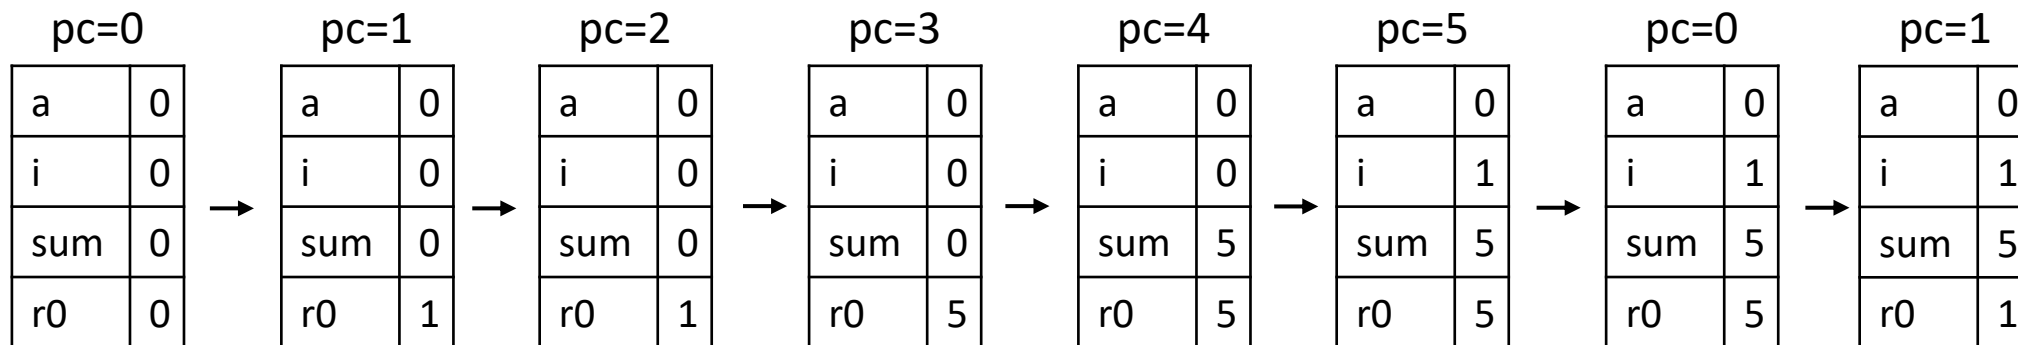 pc=0 pc=1 pc=2 pc=3 pc=4 pc=5 pc=0 pc=1
a 0 a 0 a 0 a 0 a 0 a 0 a 0 a 0
i 0 i 0 i 0 i 0 i 0 i 1 i 1 i 1
sum 0 sum 0 sum 0 sum 0 sum 5 sum 5 sum 5 sum 5
r0 0 r0 1 r0 1 r0 5 r0 5 r0 5 r0 5 r0 1